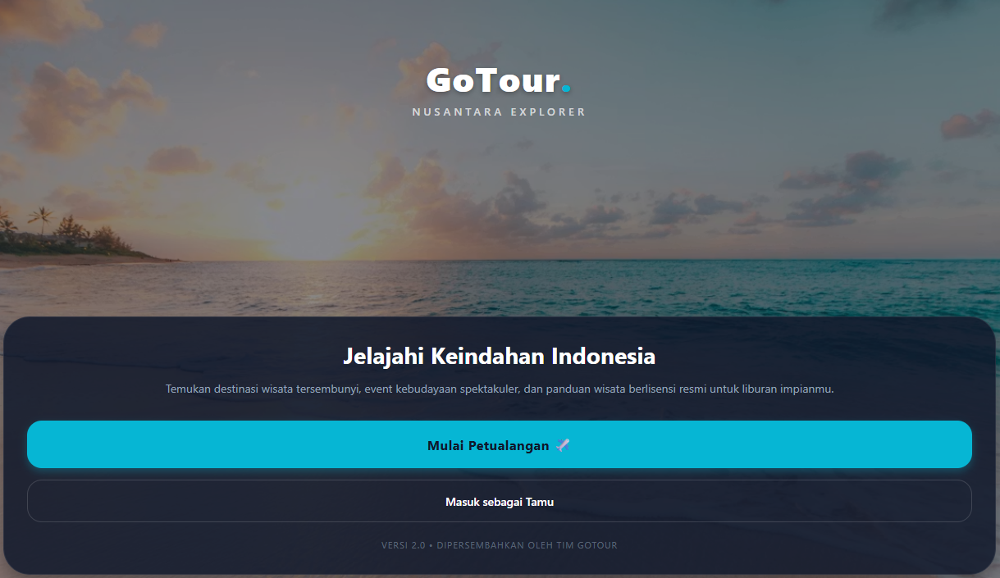 GoTour.
NUSANTARA EXPLORER
Jelajahi Keindahan Indonesia
Temukan destinasi wisata tersembunyi, event kebudayaan spektakuler, dan panduan wisata berlisensi resmi untuk liburan impianmu.
Mulai Petualangan ✈️
Masuk sebagai Tamu
VERSI 2.0 • DIPERSEMBAHKAN OLEH TIM GOTOUR